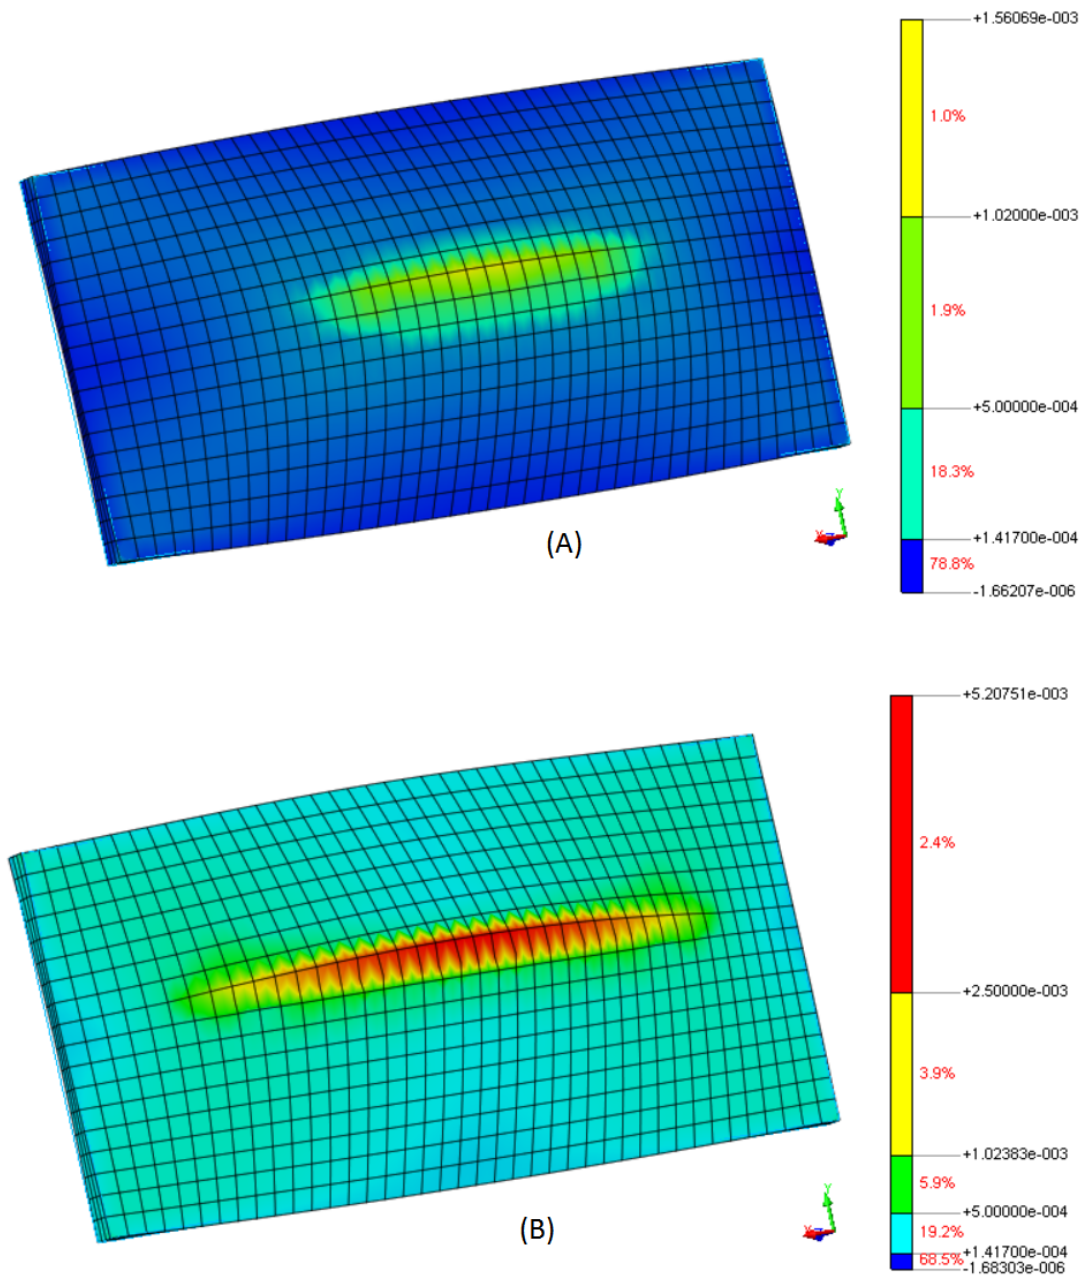 +1.56069e-003
1.0%
+1.02000e-003
1.9%
+5.00000e-004
18.3%
+1.41700e-004
78.8%
-1.66207e-006
Y
X
(A)
+5.20751e-003
2.4%
+2.50000e-003
3.9%
+1.02383e-003
5.9%
+5.00000e-004
19.2%
+1.41700e-004
68.5%
-1.68303e-006
Y
X
(B)